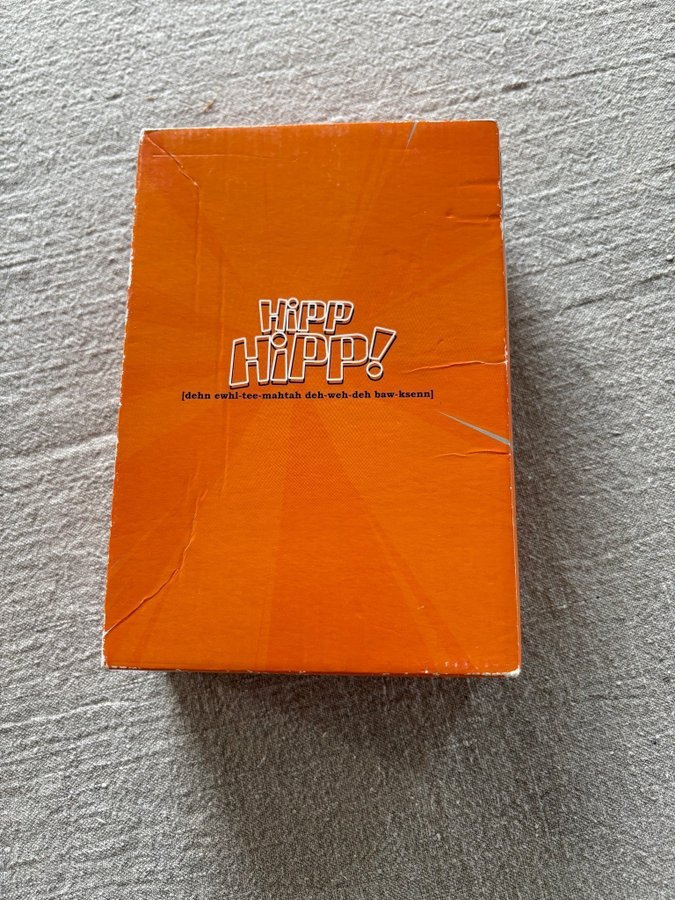 HiPP
HiPP!
[dehn ewhl-tee-mahtah deh-weh-deh baw-ksenn]